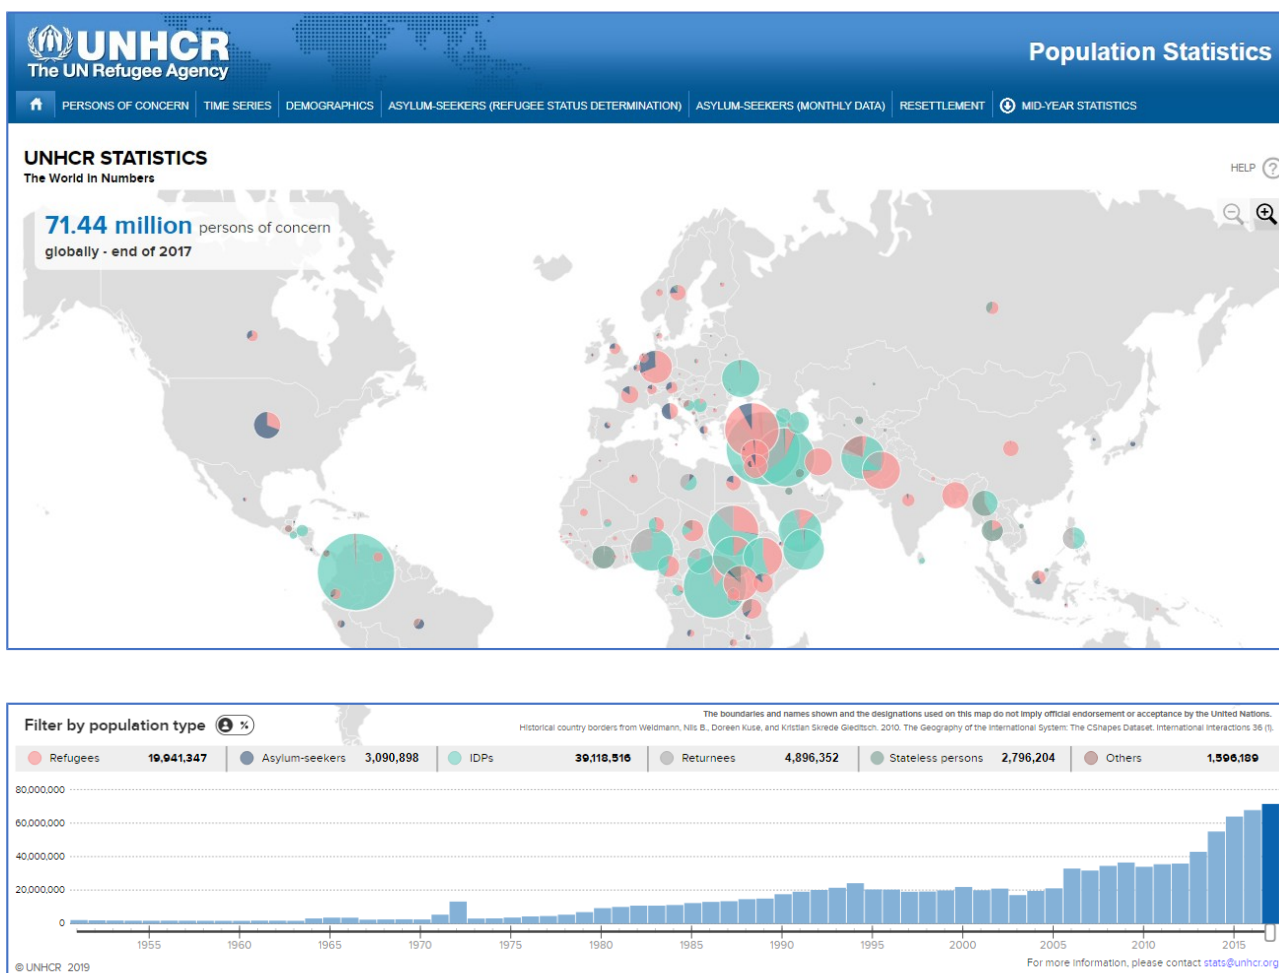 UNHCR
The UN Refugee Agency
Population Statistics
PERSONS OF CONCERN TIME SERIES DEMOGRAPHICS ASYLUM-SEEKERS (REFUGEE STATUS DETERMINATION) ASYLUM-SEEKERS (MONTHLY DATA) RESETTLEMENT MID-YEAR STATISTICS
UNHCR STATISTICS
The World in Numbers
HELP ?
71.44 million persons of concern
globally - end of 2017
Filter by population type %
The boundaries and names shown and the designations used on this map do not imply official endorsement or acceptance by the United Nations.
Historical country borders from Weidmann, Nils B., Doreen Kuse, and Kristian Skrede Gleditsch. 2010. The Geography of the International System: The CShapes Dataset. International Interactions 36 (1).
Refugees 19,941,347 Asylum-seekers 3,090,898 IDPs 39,118,516 Returnees 4,896,352 Stateless persons 2,796,204 Others 1,596,189
80,000,000
60,000,000
40,000,000
20,000,000
0
1955 1960 1965 1970 1975 1980 1985 1990 1995 2000 2005 2010 2015
For more information, please contact stats@unhcr.org
© UNHCR 2019